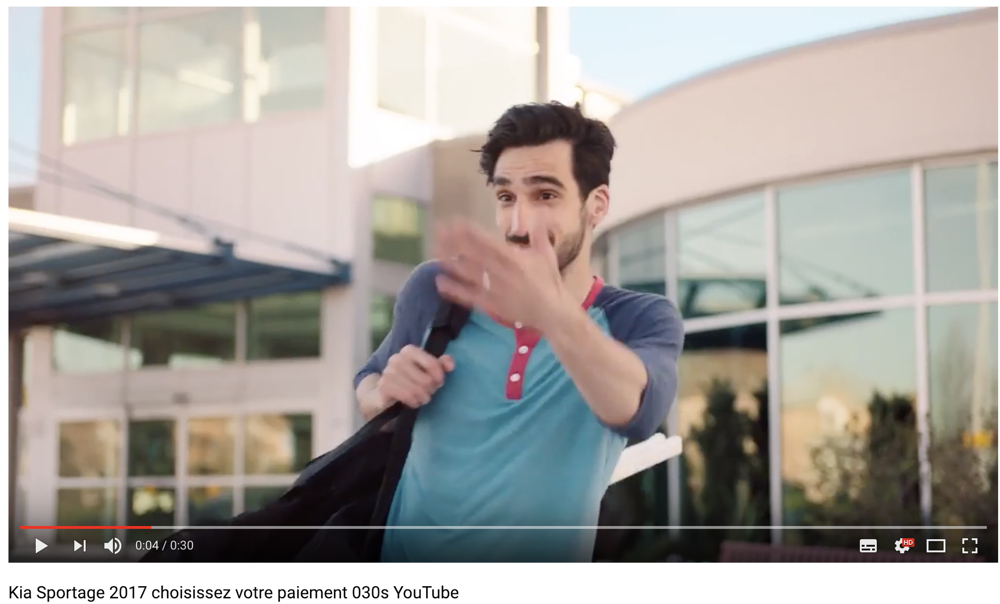 HD
0:04 / 0:30
Kia Sportage 2017 choisissez votre paiement 030s YouTube